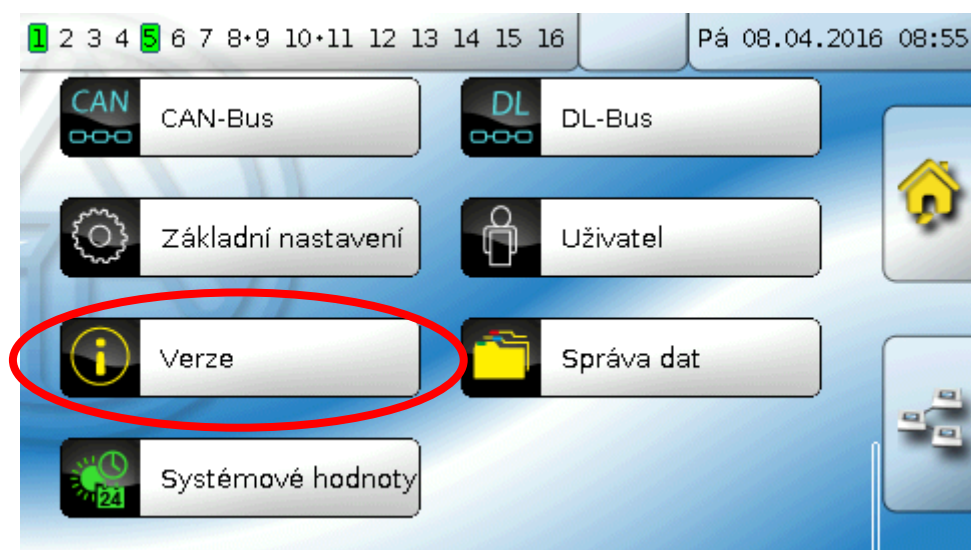 1 2 3 4 5 6 7 8•9 10•11 12 13 14 15 16 Pá 08.04.2016 08:55
CAN CAN-Bus DL DL-Bus
Základní nastavení Uživatel
Verze Správa dat
24 Systémové hodnoty